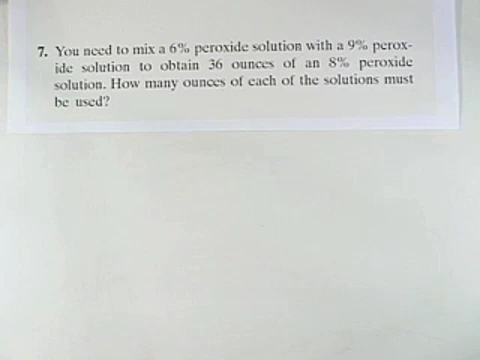 7. You need to mix a 6% peroxide solution with a 9% perox-
ide solution to obtain 36 ounces of an 8% peroxide
solution. How many ounces of each of the solutions must
be used?